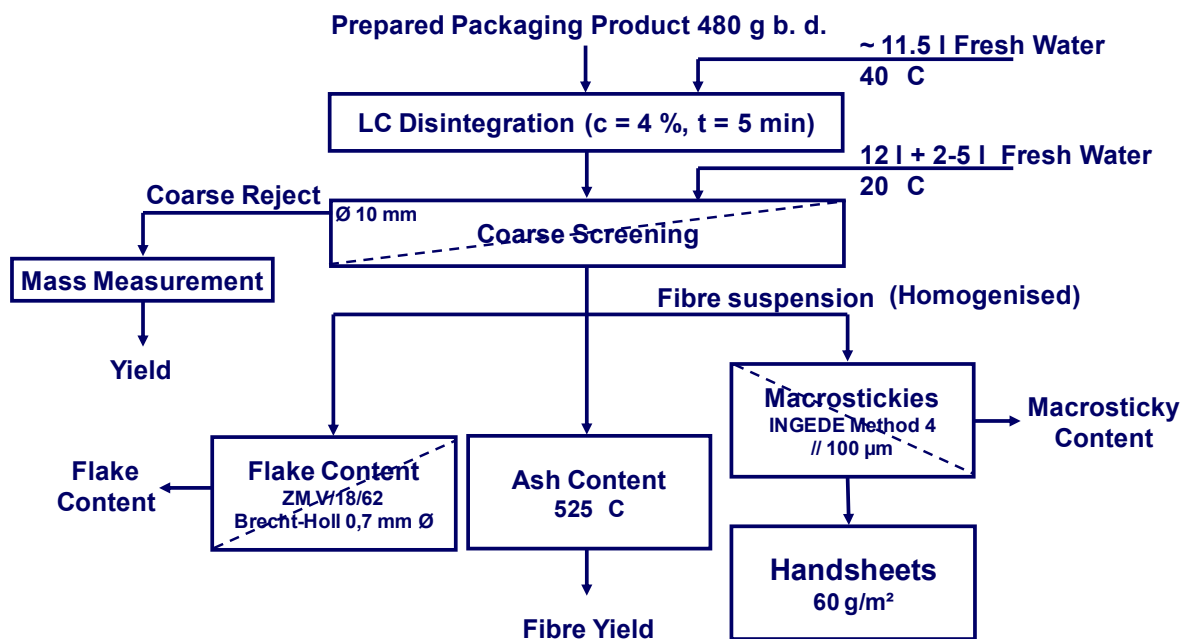 Prepared Packaging Product 480 g b. d.
~ 11.5 l Fresh Water
40 C
LC Disintegration (c = 4 %, t = 5 min)
12 l + 2-5 l Fresh Water
20 C
Coarse Reject
Ø 10 mm
Coarse Screening
Mass Measurement
Yield
Fibre suspension (Homogenised)
Macrostickies
INGEDE Method 4
// 100 µm
Macrosticky
Content
Flake
Content
Flake Content
ZM V/18/62
Brecht-Holl 0,7 mm Ø
Ash Content
525 C
Handsheets
60 g/m²
Fibre Yield